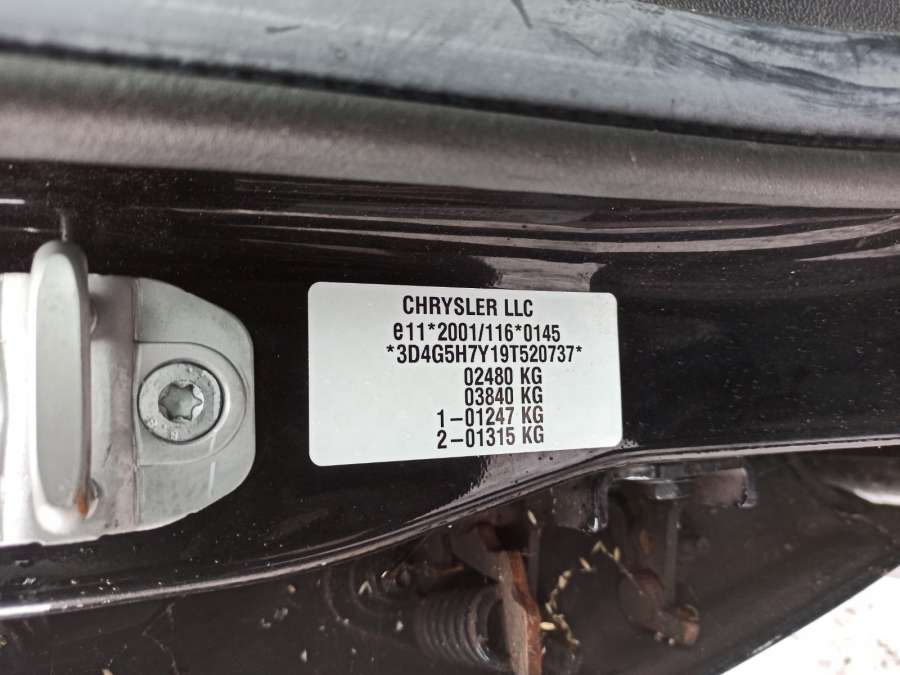 CHRYSLER LLC
e11*2001/116*0145
*3D4G5H7Y19T520737*
02480 KG
03840 KG
1-01247 KG
2-01315 KG